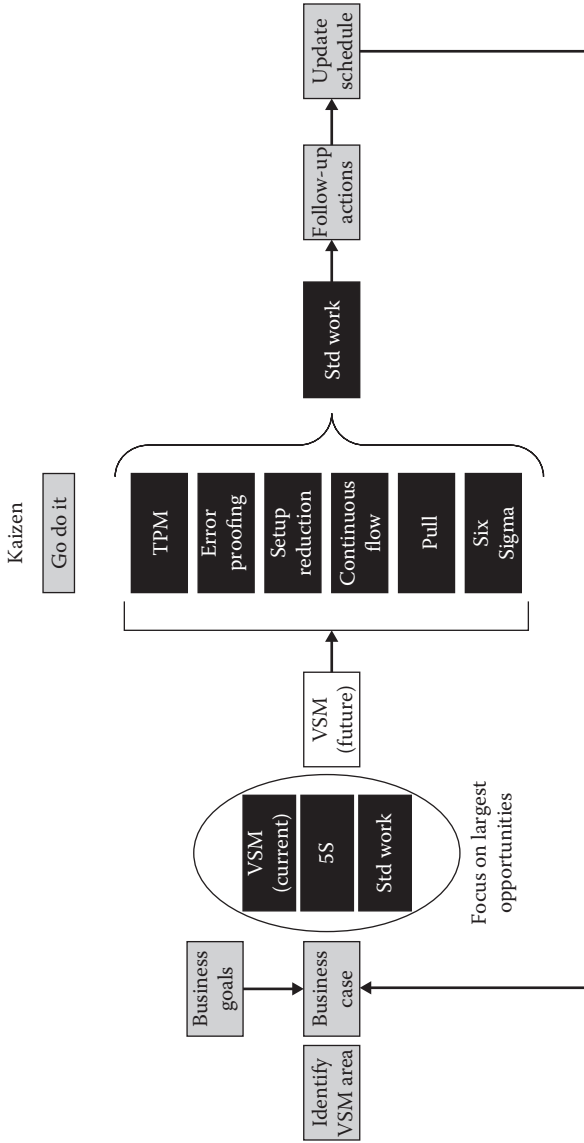 Identify
VSM area
Business
goals
Business
case
VSM
(current)
5S
Std work
Focus on largest
opportunities
VSM
(future)
Kaizen
Go do it
TPM
Error
proofing
Setup
reduction
Continuous
flow
Pull
Six
Sigma
Std work
Follow-up
actions
Update
schedule